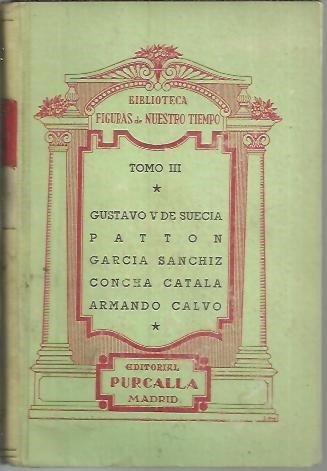 BIBLIOTECA
FIGURAS de NUESTRO TIEMPO
TOMO III
★
GUSTAVO V DE SUECIA
PATTON
GARCIA SANCHIZ
CONCHA CATALA
ARMANDO CALVO
★
EDITORIAL
PURCALLA
MADRID